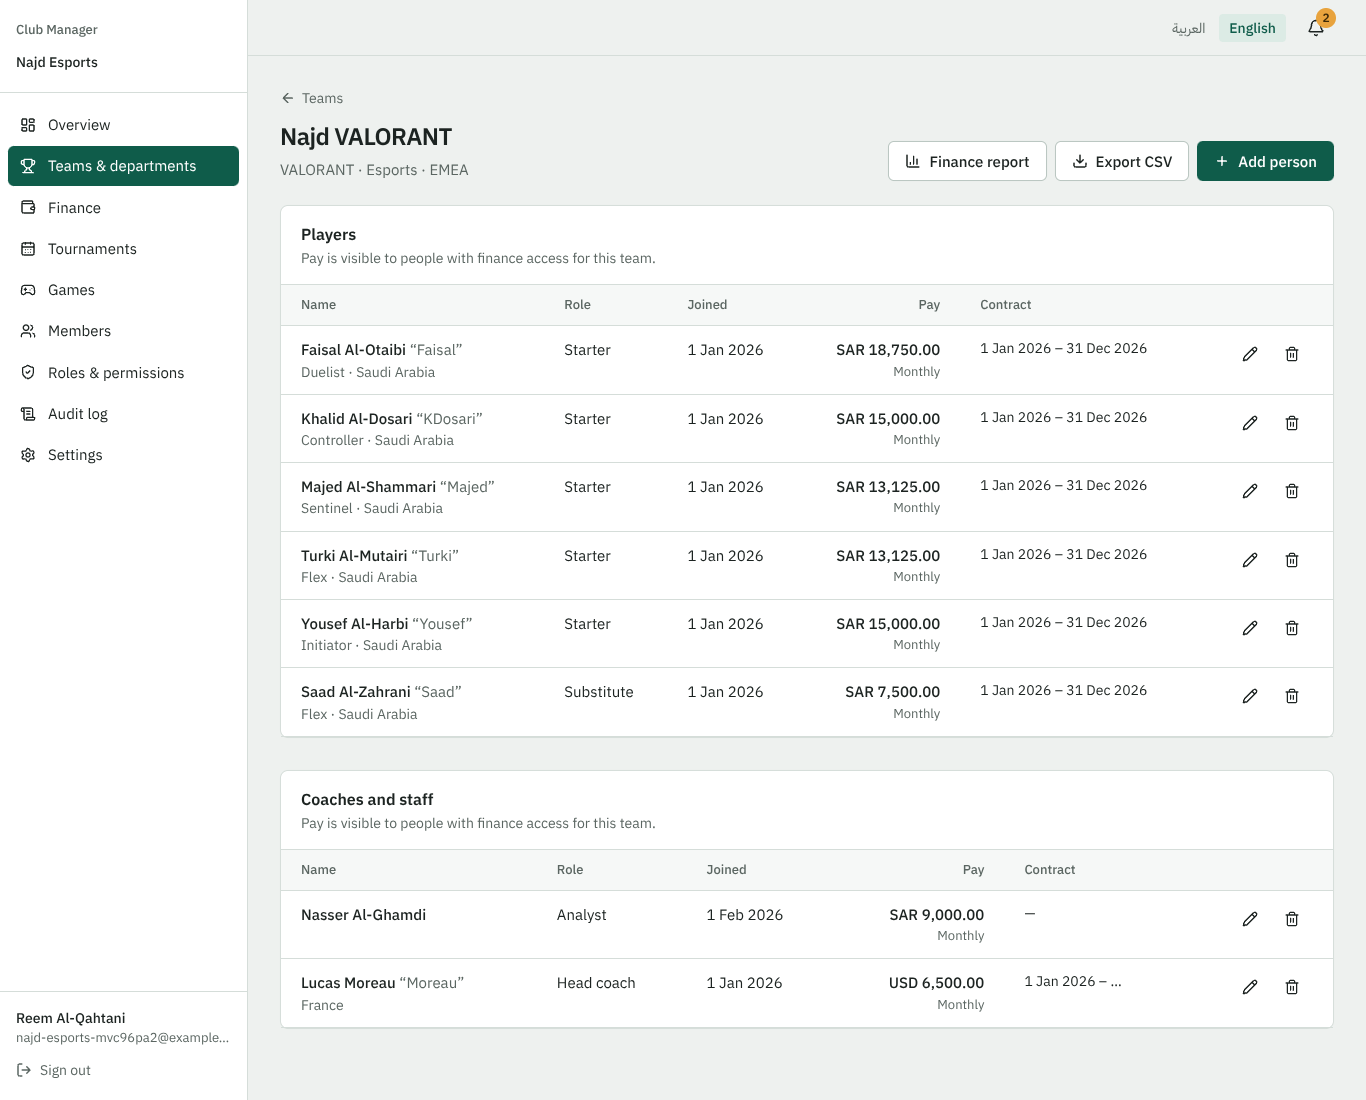 Club Manager
Najd Esports
Overview
Teams & departments
Finance
Tournaments
Games
Members
Roles & permissions
Audit log
Settings
Reem Al-Qahtani
najd-esports-mvc96pa2@example...
Sign out
العربية
English
2
Teams
Najd VALORANT
VALORANT · Esports · EMEA
Finance report
Export CSV
Add person
Players
Pay is visible to people with finance access for this team.
Name Role Joined Pay Contract
Faisal Al-Otaibi “Faisal” Starter 1 Jan 2026 SAR 18,750.00 1 Jan 2026 – 31 Dec 2026
Duelist · Saudi Arabia Monthly
Khalid Al-Dosari “KDosari” Starter 1 Jan 2026 SAR 15,000.00 1 Jan 2026 – 31 Dec 2026
Controller · Saudi Arabia Monthly
Majed Al-Shammari “Majed” Starter 1 Jan 2026 SAR 13,125.00 1 Jan 2026 – 31 Dec 2026
Sentinel · Saudi Arabia Monthly
Turki Al-Mutairi “Turki” Starter 1 Jan 2026 SAR 13,125.00 1 Jan 2026 – 31 Dec 2026
Flex · Saudi Arabia Monthly
Yousef Al-Harbi “Yousef” Starter 1 Jan 2026 SAR 15,000.00 1 Jan 2026 – 31 Dec 2026
Initiator · Saudi Arabia Monthly
Saad Al-Zahrani “Saad” Substitute 1 Jan 2026 SAR 7,500.00 1 Jan 2026 – 31 Dec 2026
Flex · Saudi Arabia Monthly
Coaches and staff
Pay is visible to people with finance access for this team.
Name Role Joined Pay Contract
Nasser Al-Ghamdi Analyst 1 Feb 2026 SAR 9,000.00 —
Monthly
Lucas Moreau “Moreau” Head coach 1 Jan 2026 USD 6,500.00 1 Jan 2026 – ...
France Monthly